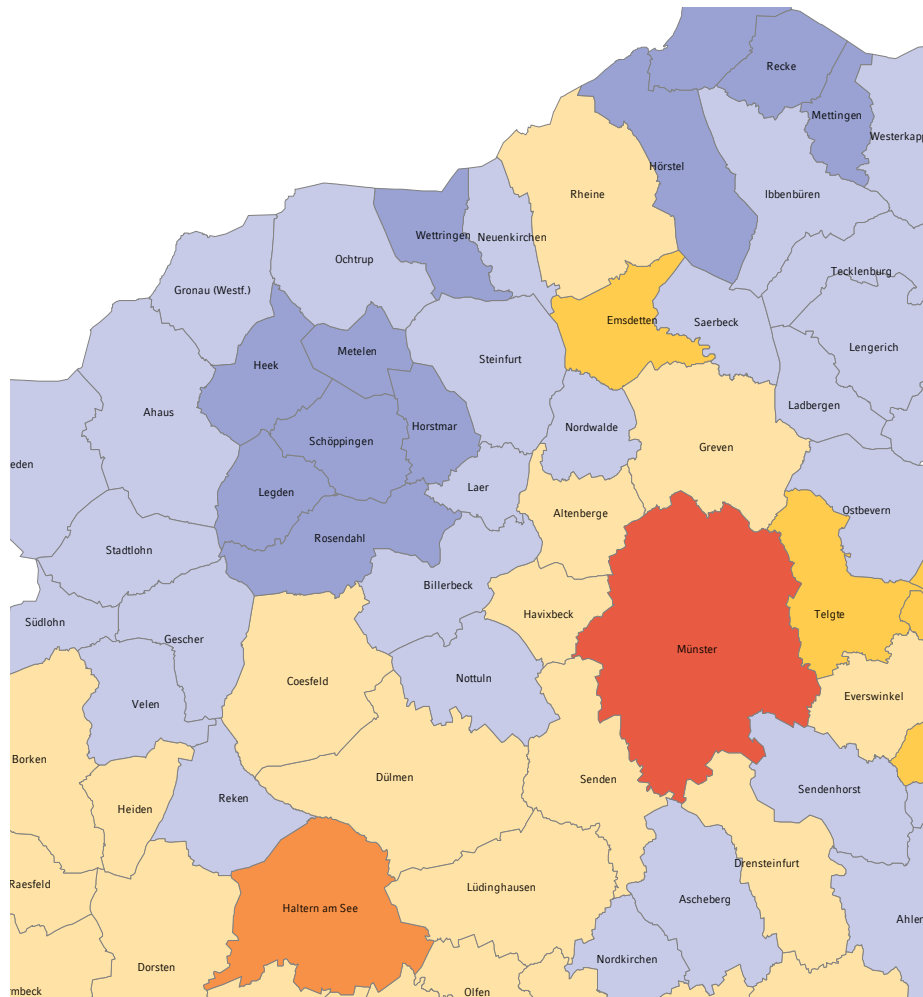 Recke
Mettingen
Westerkapp
Hörstel
Ibbenbüren
Rheine
Wettringen
Neuenkirchen
Ochtrup
Tecklenburg
Gronau (Westf.)
Emsdetten
Saerbeck
Lengerich
Metelen
Steinfurt
Heek
Ladbergen
Ahaus
Horstmar
Nordwalde
Schöppingen
Greven
eden
Laer
Legden
Altenberge
Ostbevern
Rosendahl
Stadtlohn
Billerbeck
Havixbeck
Telgte
Südlohn
Gescher
Münster
Nottuln
Coesfeld
Everswinkel
Velen
Borken
Dülmen
Senden
Sendenhorst
Reken
Heiden
Drensteinfurt
Raesfeld
Lüdinghausen
Ascheberg
Haltern am See
Ahlen
Nordkirchen
Dorsten
rmbeck
Olfen